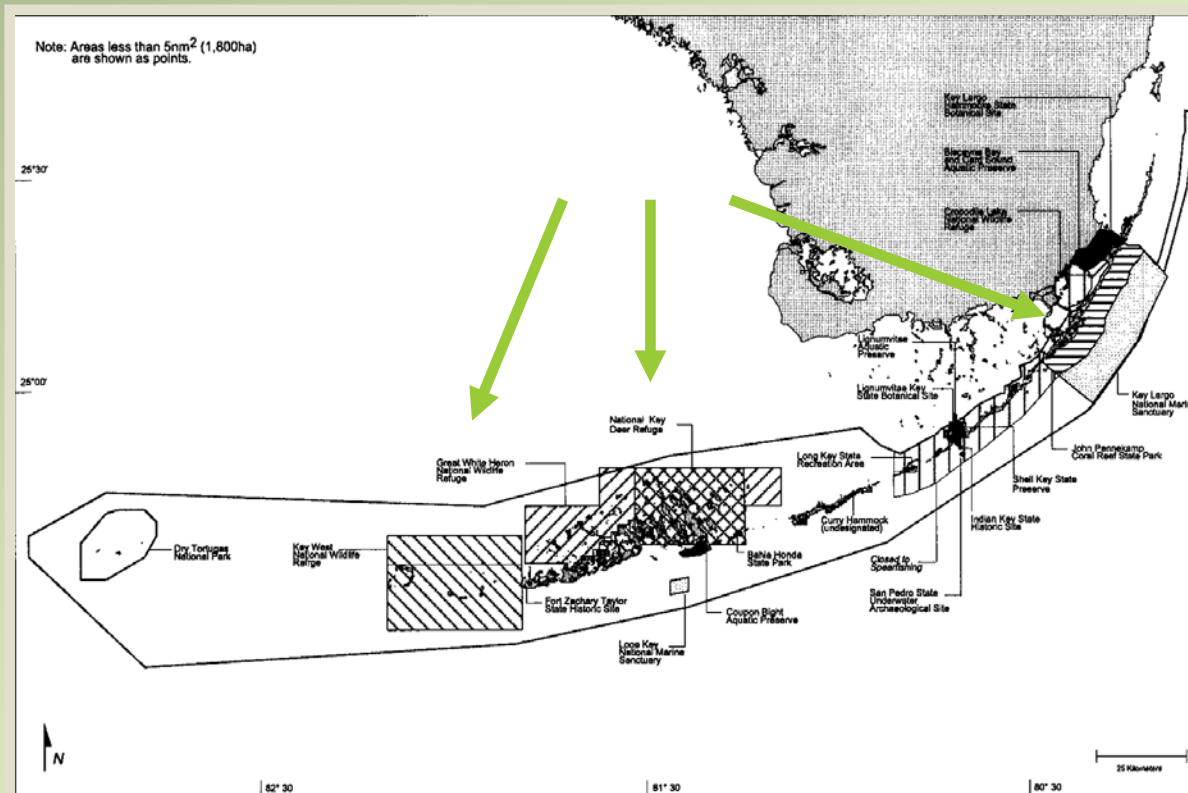 Note: Areas less than 5nm² (1,800ha)
are shown as points.
Key Largo
Hammocks State
Botanical Site
25°30'
Biscayne Bay
and Card Sound
Aquatic Preserve
Crocodile Lake
National Wildlife
Refuge
Lignumvitae
Aquatic
Preserve
25°00'
Lignumvitae Key
State Botanical Site
Key Largo
National Marine
Sanctuary
National Key
Deer Refuge
Great White Heron
National Wildlife
Refuge
Long Key State
Recreation Area
John Pennekamp
Coral Reef State Park
Shell Key State
Preserve
Curry Hammock
(undesignated)
Indian Key State
Historic Site
Dry Tortugas
National Park
Key West
National Wildlife
Bahia Honda
State Park
Closed to
Spearfishing
Fort Zachary Taylor
State Historic Site
San Pedro State
Underwater
Archaeological Site
Coupon Bight
Aquatic Preserve
Looe Key
National Marine
Sanctuary
N
25 Kilometers
82° 30
81° 30
80° 30